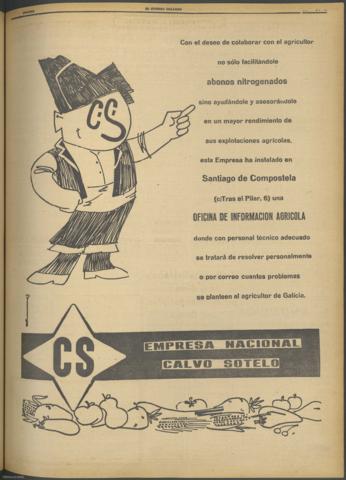 EL CORREO GALLEGO
Con el deseo de colaborar con el agricultor
no sólo facilitándole
abonos nitrogenados
sino ayudándole y asesorándole
en un mayor rendimiento de
sus explotaciones agrícolas,
esta Empresa ha instalado en
Santiago de Compostela
(c/Tras el Pilar, 6) una
OFICINA DE INFORMACION AGRICOLA
donde con personal técnico adecuado
se tratará de resolver personalmente
o por correo cuantos problemas
se planteen al agricultor de Galicia.
CS
CS
EMPRESA NACIONAL
CALVO SOTELO